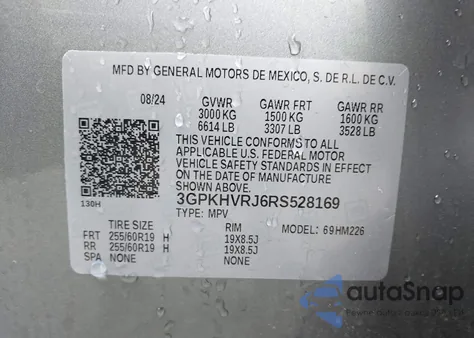 MFD BY GENERAL MOTORS DE MEXICO, S. DE R.L. DE C.V.
08/24 GVWR GAWR FRT GAWR RR
3000 KG 1500 KG 1600 KG
6614 LB 3307 LB 3528 LB
THIS VEHICLE CONFORMS TO ALL
APPLICABLE U.S. FEDERAL MOTOR
VEHICLE SAFETY STANDARDS IN EFFECT
ON THE DATE OF MANUFACTURE
SHOWN ABOVE.
3GPKHVRJ6RS528169
130H TYPE: MPV MODEL: 69HM226
TIRE SIZE RIM
FRT 255/60R19 H 19X8.5J
RR 255/60R19 H 19X8.5J
SPA NONE NONE
autoSnap